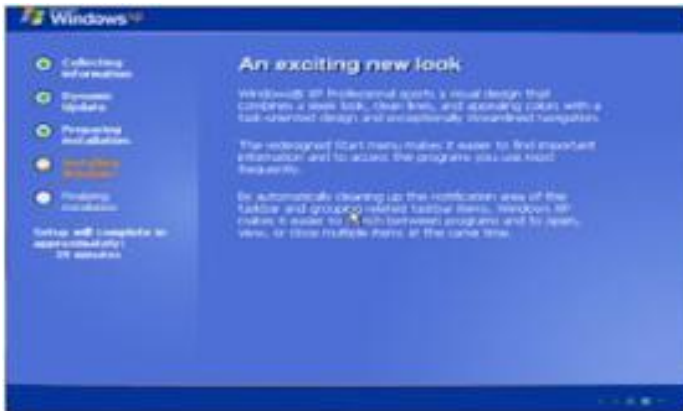 Windows xp
Collecting
information
Dynamic
Update
Preparing
installation
Installing
Windows
Finalizing
installation
Setup will complete in
approximately:
39 minutes
An exciting new look
Windows® XP Professional sports a visual design that
combines a sleek look, clean lines, and appealing colors with a
task-oriented design and exceptionally streamlined navigation.
The redesigned Start menu makes it easier to find important
information and to access the programs you use most
frequently.
By automatically cleaning up the notification area of the
taskbar and grouping related taskbar items, Windows XP
makes it easier to switch between programs and to open,
view, or close multiple items at the same time.